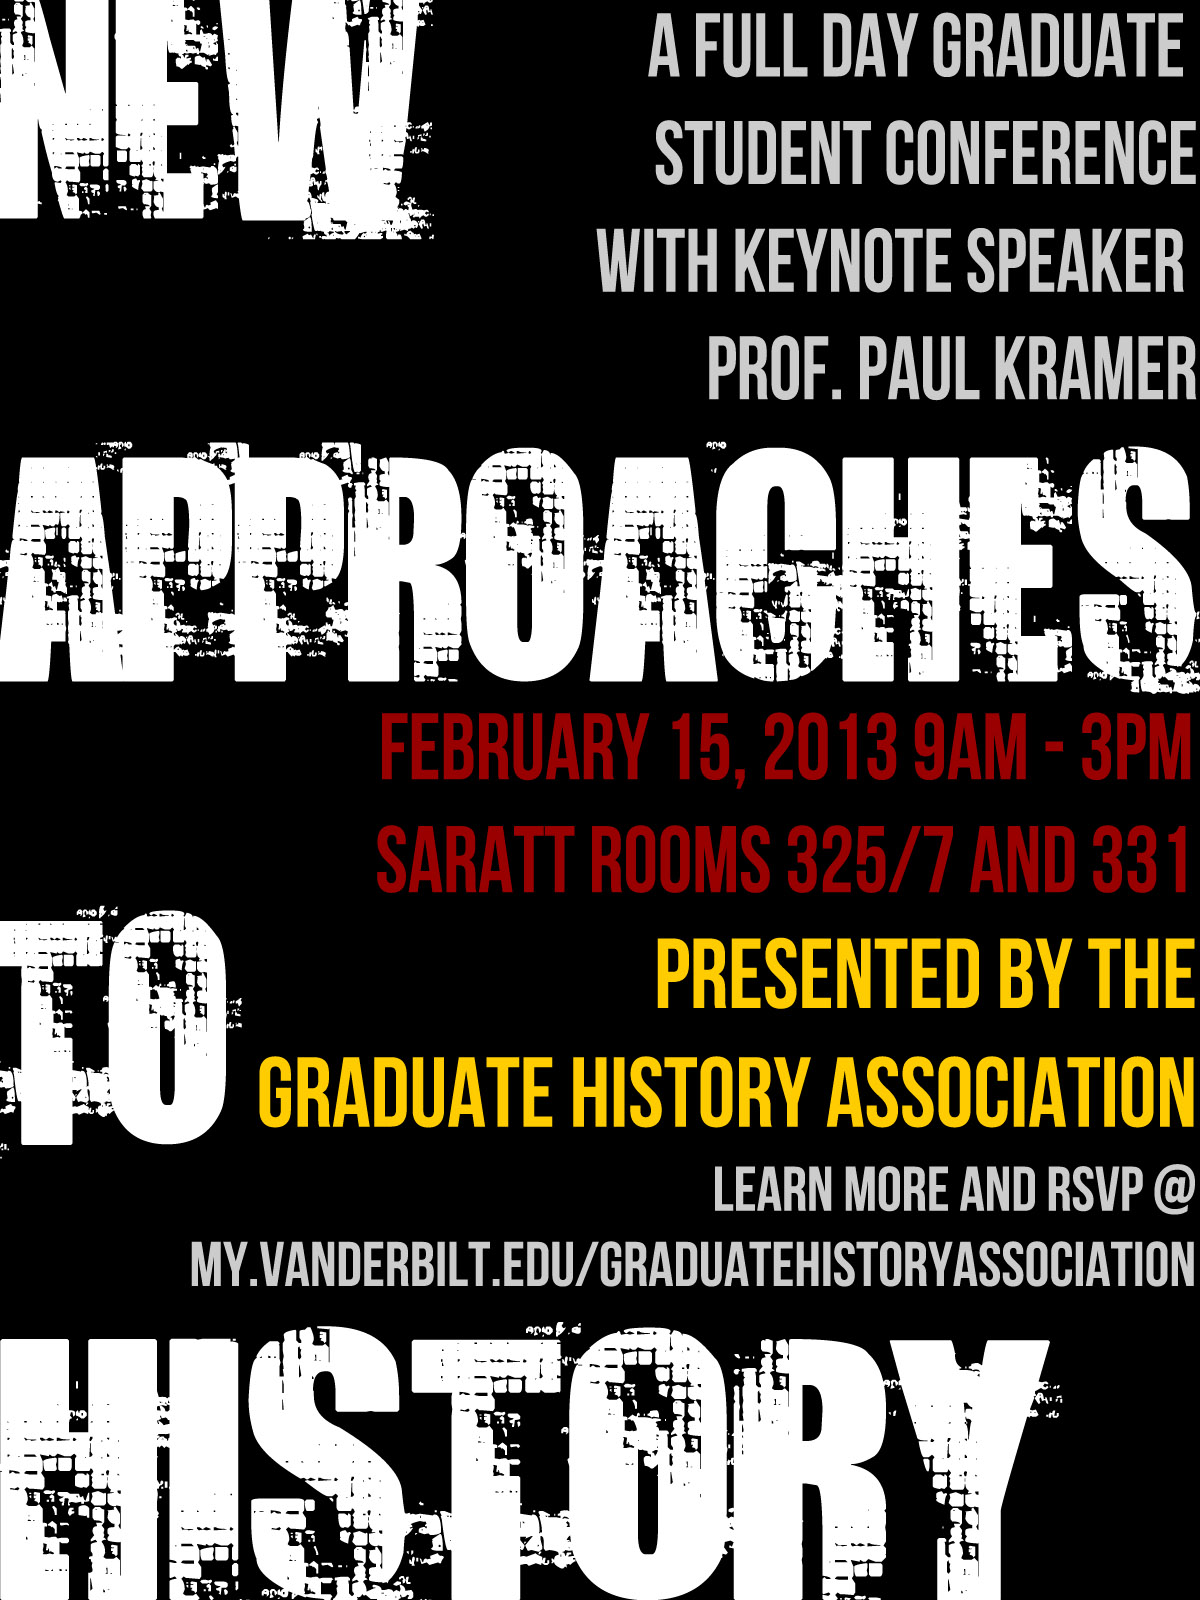 NEW
A FULL DAY GRADUATE
STUDENT CONFERENCE
WITH KEYNOTE SPEAKER
PROF. PAUL KRAMER
APPROACHES
FEBRUARY 15, 2013 9AM - 3PM
SARATT ROOMS 325/7 AND 331
TO
PRESENTED BY THE
GRADUATE HISTORY ASSOCIATION
LEARN MORE AND RSVP @
MY.VANDERBILT.EDU/GRADUATEHISTORYASSOCIATION
HISTORY